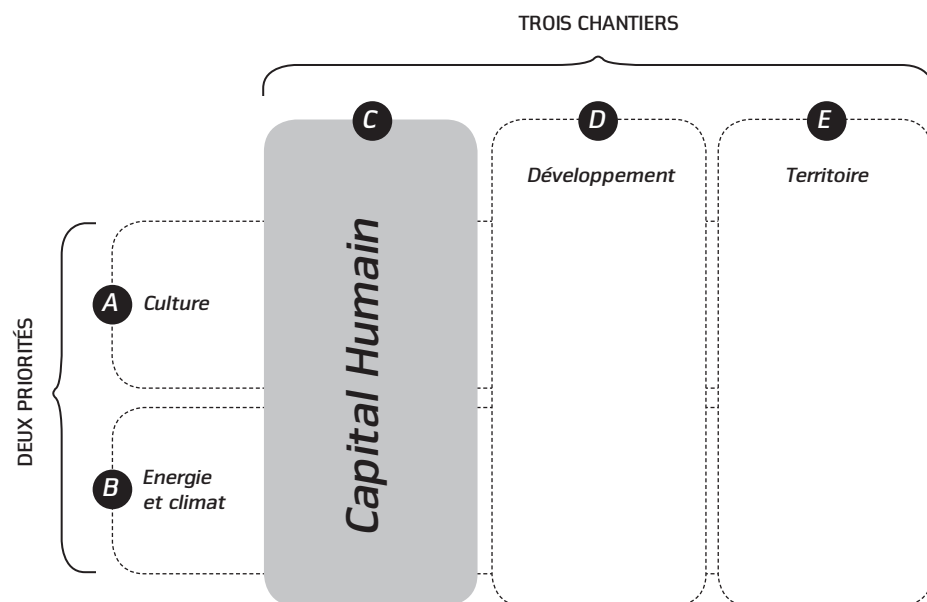 TROIS CHANTIERS
C
D
E
Développement
Territoire
DEUX PRIORITÉS
A
Culture
B
Energie
et climat
Capital Humain